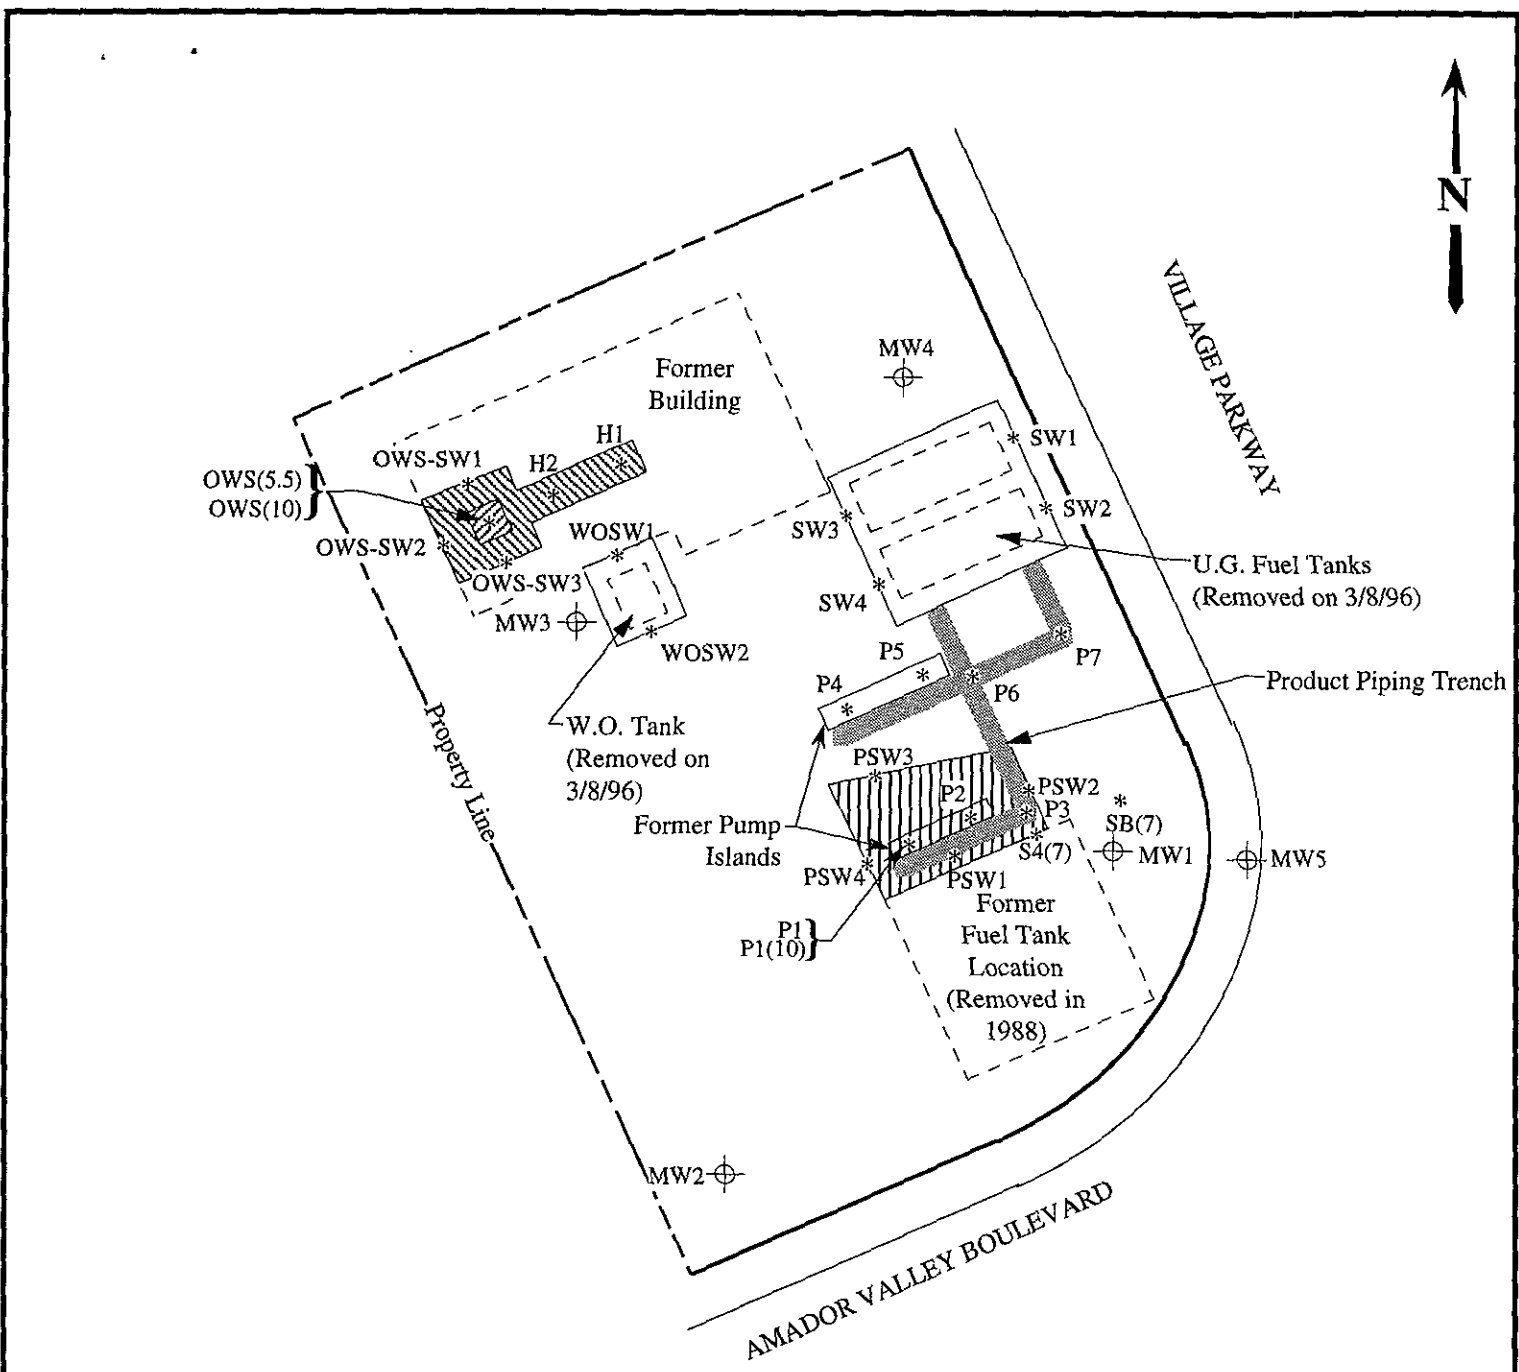 N
VILLAGE PARKWAY
MW4
Former
Building
H1
H2
OWS-SW1
OWS(5.5)
OWS(10)
OWS-SW2
OWS-SW3
WOSW1
MW3
WOSW2
SW1
SW2
SW3
SW4
U.G. Fuel Tanks
(Removed on 3/8/96)
P5
P7
P4
P6
Product Piping Trench
W.O. Tank
(Removed on
3/8/96)
Property Line
PSW3
PSW2
P2
P3
SB(7)
Former Pump
Islands
S4(7)
MW1
MW5
PSW4
PSW1
P1
P1(10)
Former
Fuel Tank
Location
(Removed in
1988)
MW2
AMADOR VALLEY BOULEVARD